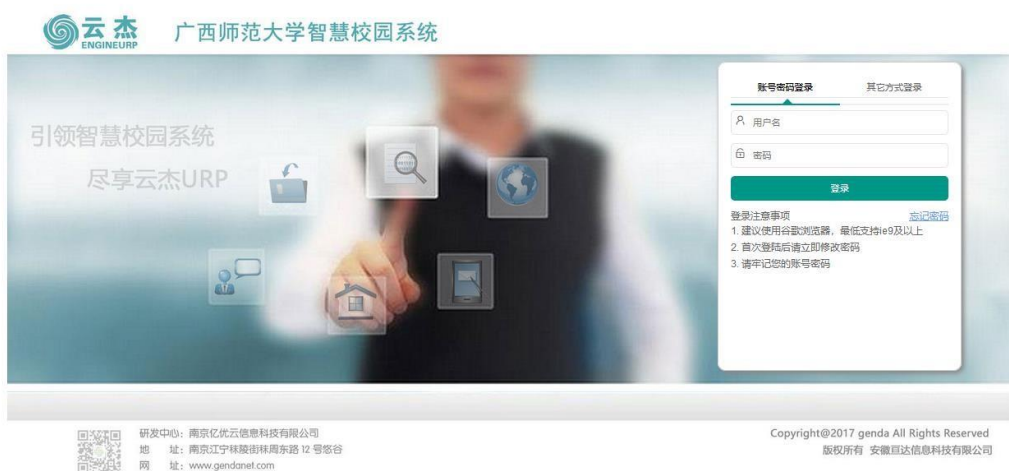 云杰
ENGINEURP
广西师范大学智慧校园系统
引领智慧校园系统
尽享云杰URP
账号密码登录
其它方式登录
用户名
密码
登录
登录注意事项
忘记密码
1. 建议使用谷歌浏览器，最低支持ie9及以上
2. 首次登陆后请立即修改密码
3. 请牢记您的账号密码
研发中心：南京亿优云信息科技有限公司
地 址：南京江宁秣陵街秣周东路 12 号悠谷
网 址：www.gendanet.com
Copyright@2017 genda All Rights Reserved
版权所有 安徽亘达信息科技有限公司